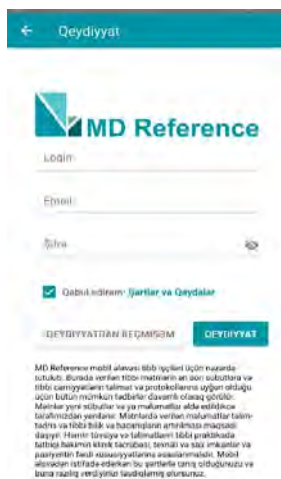 Qeydiyyat
MD Reference
Login
Email
Şifrə
Qəbul edirəm: Şərtlər və Qaydalar
QEYDİYYATDAN KEÇMİŞƏM
QEYDİYYAT
MD Reference mobil əlavəsi tibb işçiləri üçün nəzərdə
tutulub. Burada verilən tibbi mətnlərin ən son sübutlara və
tibbi cəmiyyətlərin təlimat və protokollarına uyğun olduğu
üçün bütün mümkün tədbirlər davamlı olaraq görülür.
Mətnlər yeni sübutlar və ya məlumatlar əldə edildikcə
tərəfimizdən yenilənir. Mətnlərdə verilən məlumatlar təlim-
tədris və tibbi bilik və bacarıqların artırılması məqsədi
daşıyır. Hər bir tövsiyə və təlimatların tibbi praktikada
tətbiqi həkimin klinik təcrübəsi, texniki və s imkanlar və
pasiyentin fərdi xüsusiyyətlərinə əsaslanmalıdır. Mobil
əlavədən istifadə edərkən bu şərtlərlə tanış olduğunuzu və
buna razılıq verdiyinizi təsdiqləmiş olursunuz.